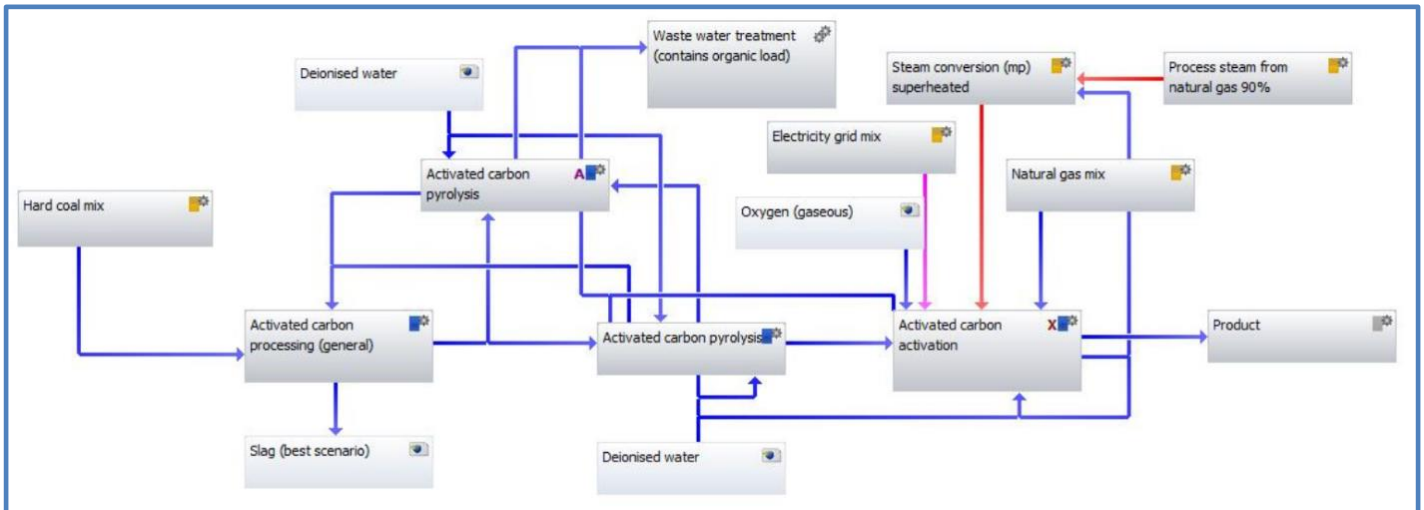 Waste water treatment
(contains organic load)
Deionised water
Steam conversion (mp)
superheated
Process steam from
natural gas 90%
Electricity grid mix
Activated carbon
pyrolysis
A
Natural gas mix
Hard coal mix
Oxygen (gaseous)
Activated carbon
processing (general)
Activated carbon pyrolysis
Activated carbon
activation
X
Product
Slag (best scenario)
Deionised water